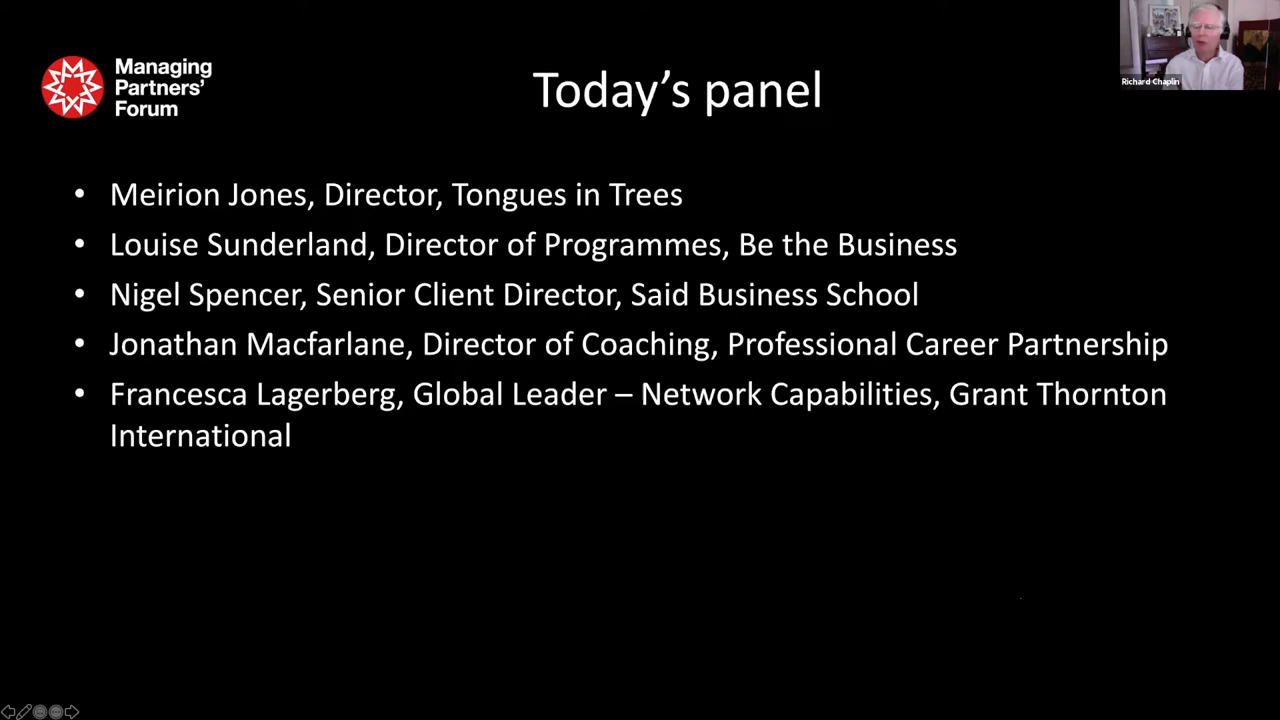 Managing
Partners'
Forum
Today's panel
Richard Chaplin
• Meirion Jones, Director, Tongues in Trees
• Louise Sunderland, Director of Programmes, Be the Business
• Nigel Spencer, Senior Client Director, Said Business School
• Jonathan Macfarlane, Director of Coaching, Professional Career Partnership
• Francesca Lagerberg, Global Leader – Network Capabilities, Grant Thornton
International